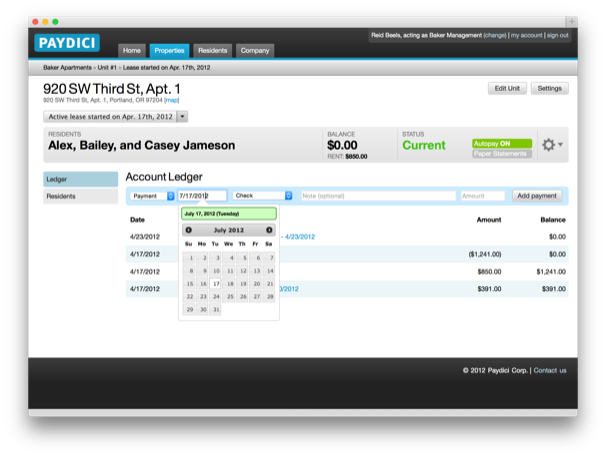 Reid Beels, acting as Baker Management (change) | my account | sign out
PAYDICI
Home Properties Residents Company
Baker Apartments - Unit #1 - Lease started on Apr. 17th, 2012
920 SW Third St, Apt. 1
Edit Unit Settings
920 SW Third St, Apt. 1, Portland, OR 97204 [map]
Active lease started on Apr. 17th, 2012
RESIDENTS BALANCE STATUS
Alex, Bailey, and Casey Jameson $0.00 Current
RENT: $850.00
Autopay ON
Paper Statements
Ledger
Residents
Account Ledger
Payment 7/17/2012 Check Note (optional) Amount Add payment
July 17, 2012 (Tuesday)
July 2012
Su Mo Tu We Th Fr Sa
1 2 3 4 5 6 7
8 9 10 11 12 13 14
15 16 17 18 19 20 21
22 23 24 25 26 27 28
29 30 31
Date Amount Balance
4/23/2012 - 4/23/2012 $0.00
4/17/2012 ($1,241.00) $0.00
4/17/2012 $850.00 $1,241.00
4/17/2012 /2012 $391.00 $391.00
© 2012 Paydici Corp. | Contact us